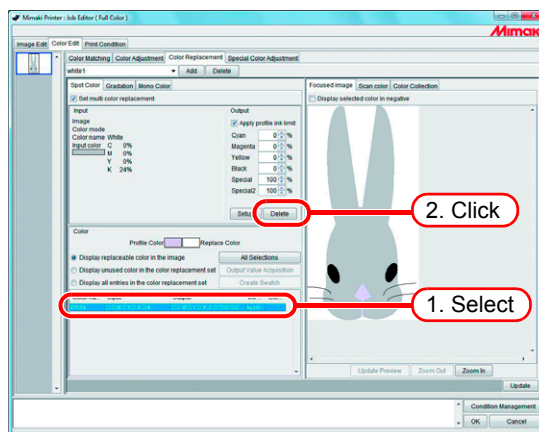 Mimaki Printer : Job Editor ( Full Color )
Mimaki
Image Edit Color Edit Print Condition
Color Matching Color Adjustment Color Replacement Special Color Adjustment
white1 Add Delete
Spot Color Gradation Mono Color
Set multi color replacement
Input
Image
Color mode
Color name White
Input color C 0%
M 0%
Y 0%
K 24%
Output
Apply profile ink limit
Cyan 0 %
Magenta 0 %
Yellow 0 %
Black 0 %
Special 100 %
Special2 100 %
Setup Delete
2. Click
Color
Profile Color Replace Color
Display replaceable color in the image All Selections
Display unused color in the color replacement set Output Value Acquisition
Display all entries in the color replacement set Create Swatch
1. Select
Focused image Scan color Color Collection
Display selected color in negative
Update Preview Zoom Out Zoom In
Update
Condition Management
OK Cancel